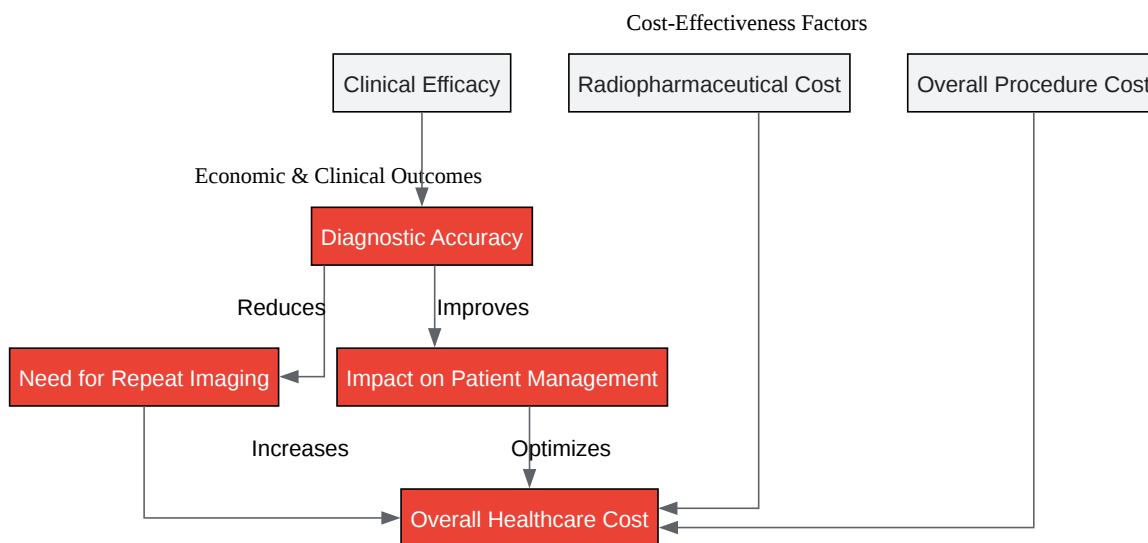 Cost-Effectiveness Factors
Clinical Efficacy
Radiopharmaceutical Cost
Overall Procedure Cost
Economic & Clinical Outcomes
Diagnostic Accuracy
Reduces
Improves
Need for Repeat Imaging
Impact on Patient Management
Increases
Optimizes
Overall Healthcare Cost